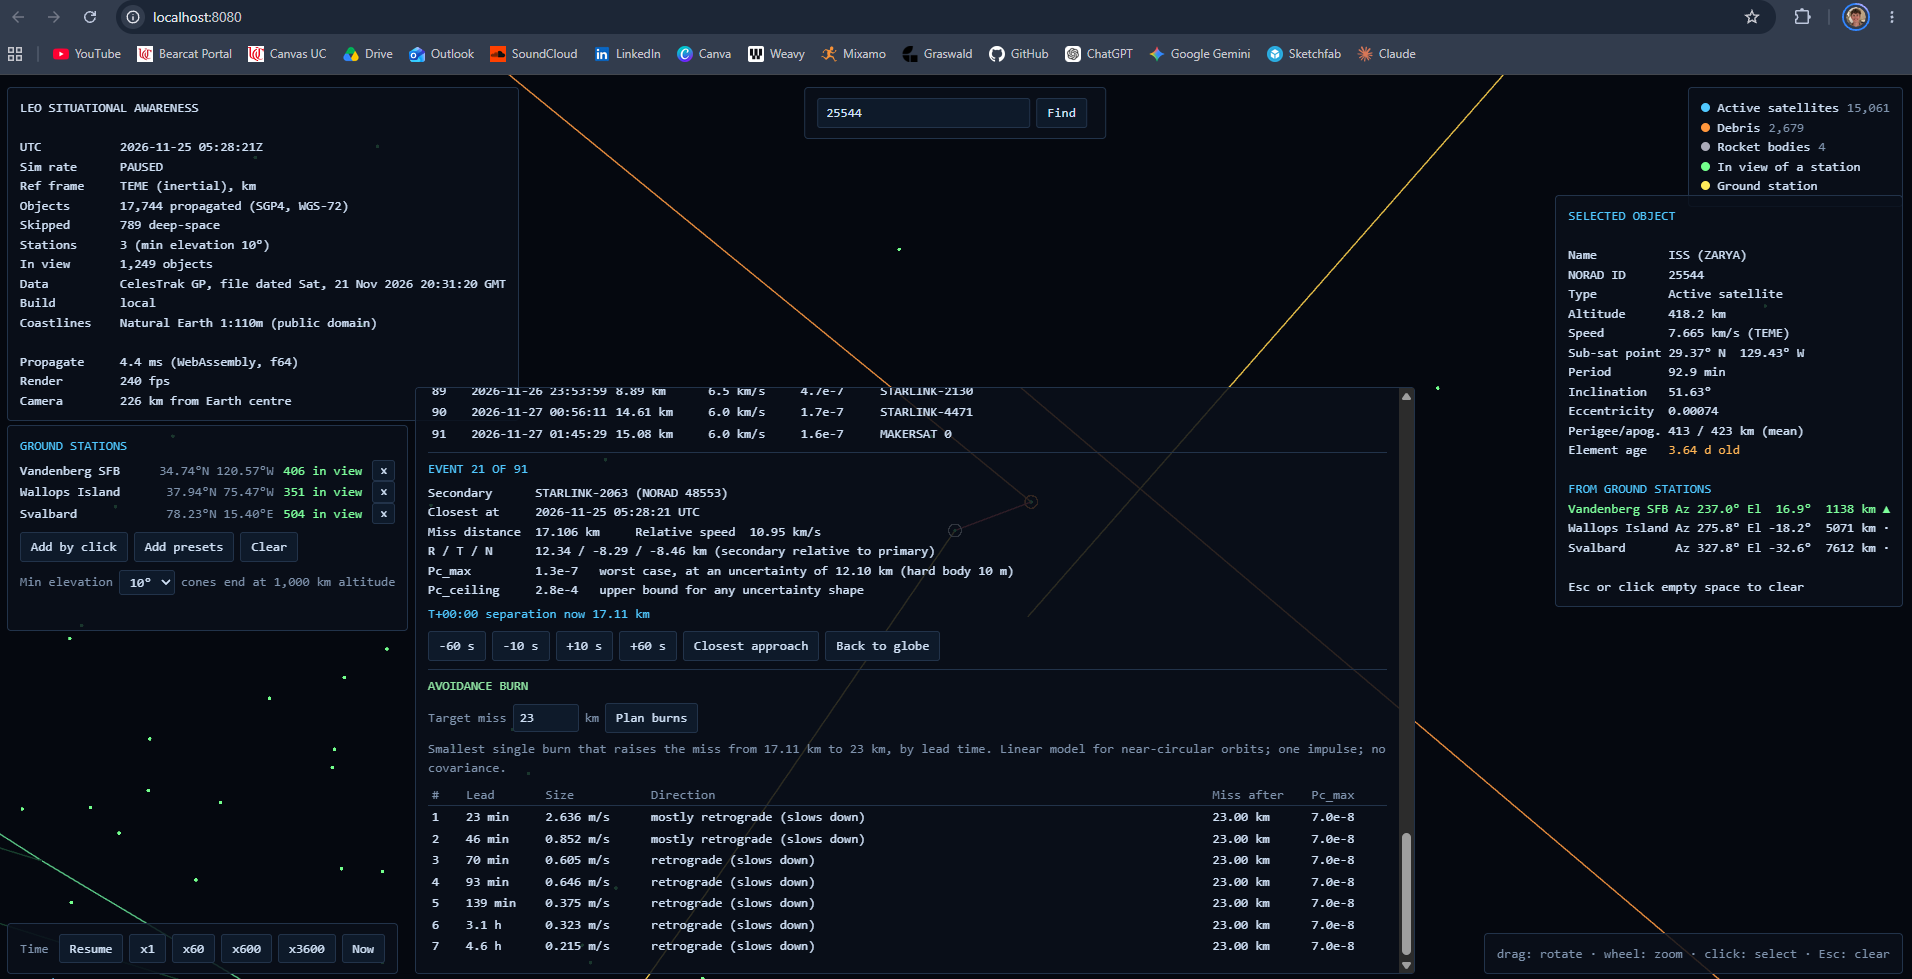 localhost:8080
YouTube Bearcat Portal Canvas UC Drive Outlook SoundCloud LinkedIn Canva Weavy Mixamo Graswald GitHub ChatGPT Google Gemini Sketchfab Claude
LEO SITUATIONAL AWARENESS
UTC 2026-11-25 05:28:21Z
Sim rate PAUSED
Ref frame TEME (inertial), km
Objects 17,744 propagated (SGP4, WGS-72)
Skipped 789 deep-space
Stations 3 (min elevation 10°)
In view 1,249 objects
Data CelesTrak GP, file dated Sat, 21 Nov 2026 20:31:20 GMT
Build local
Coastlines Natural Earth 1:110m (public domain)
Propagate 4.4 ms (WebAssembly, f64)
Render 240 fps
Camera 226 km from Earth centre
25544 Find
Active satellites 15,061
Debris 2,679
Rocket bodies 4
In view of a station
Ground station
SELECTED OBJECT
Name ISS (ZARYA)
NORAD ID 25544
Type Active satellite
Altitude 418.2 km
Speed 7.665 km/s (TEME)
Sub-sat point 29.37° N 129.43° W
Period 92.9 min
Inclination 51.63°
Eccentricity 0.00074
Perigee/apog. 413 / 423 km (mean)
Element age 3.64 d old
FROM GROUND STATIONS
Vandenberg SFB Az 237.0° El 16.9° 1138 km ▲
Wallops Island Az 275.8° El -18.2° 5071 km ·
Svalbard Az 327.8° El -32.6° 7612 km ·
Esc or click empty space to clear
GROUND STATIONS
Vandenberg SFB 34.74°N 120.57°W 406 in view x
Wallops Island 37.94°N 75.47°W 351 in view x
Svalbard 78.23°N 15.40°E 504 in view x
Add by click Add presets Clear
Min elevation 10° cones end at 1,000 km altitude
89 2026-11-26 23:53:59 8.89 km 6.5 km/s 4.7e-7 STARLINK-2130
90 2026-11-27 00:56:11 14.61 km 6.0 km/s 1.7e-7 STARLINK-4471
91 2026-11-27 01:45:29 15.08 km 6.0 km/s 1.6e-7 MAKERSAT 0
EVENT 21 OF 91
Secondary STARLINK-2063 (NORAD 48553)
Closest at 2026-11-25 05:28:21 UTC
Miss distance 17.106 km Relative speed 10.95 km/s
R / T / N 12.34 / -8.29 / -8.46 km (secondary relative to primary)
Pc_max 1.3e-7 worst case, at an uncertainty of 12.10 km (hard body 10 m)
Pc_ceiling 2.8e-4 upper bound for any uncertainty shape
T+00:00 separation now 17.11 km
-60 s -10 s +10 s +60 s Closest approach Back to globe
AVOIDANCE BURN
Target miss 23 km Plan burns
Smallest single burn that raises the miss from 17.11 km to 23 km, by lead time. Linear model for near-circular orbits; one impulse; no
covariance.
# Lead Size Direction Miss after Pc_max
1 23 min 2.636 m/s mostly retrograde (slows down) 23.00 km 7.0e-8
2 46 min 0.852 m/s mostly retrograde (slows down) 23.00 km 7.0e-8
3 70 min 0.605 m/s retrograde (slows down) 23.00 km 7.0e-8
4 93 min 0.646 m/s retrograde (slows down) 23.00 km 7.0e-8
5 139 min 0.375 m/s retrograde (slows down) 23.00 km 7.0e-8
6 3.1 h 0.323 m/s retrograde (slows down) 23.00 km 7.0e-8
7 4.6 h 0.215 m/s retrograde (slows down) 23.00 km 7.0e-8
Time Resume x1 x60 x600 x3600 Now
drag: rotate · wheel: zoom · click: select · Esc: clear